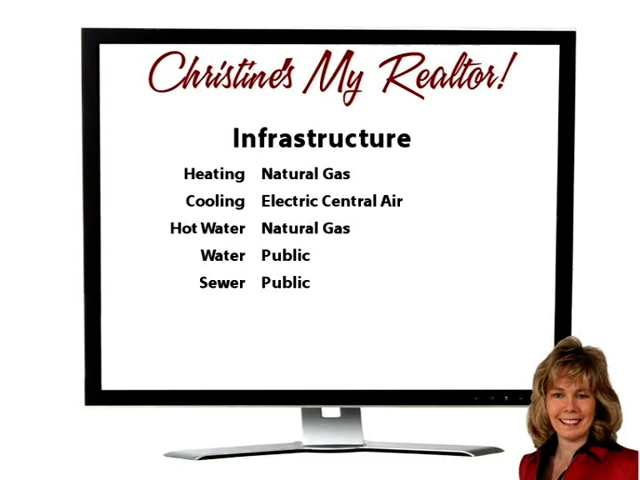 Christine's My Realtor!
Infrastructure
Heating Natural Gas
Cooling Electric Central Air
Hot Water Natural Gas
Water Public
Sewer Public